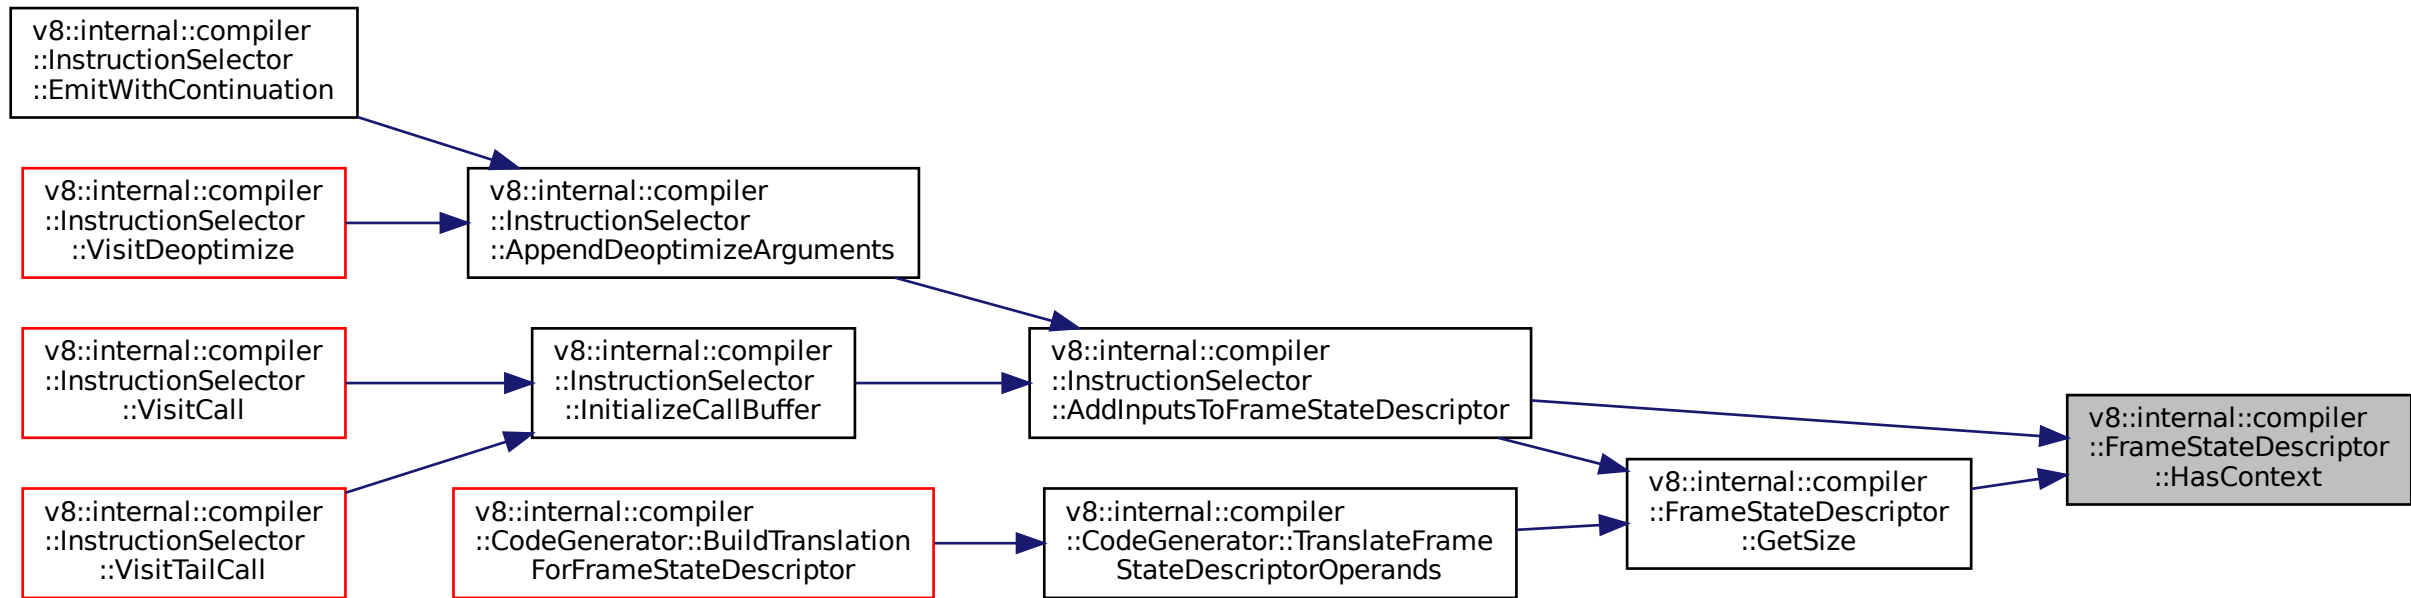 v8::internal::compiler
::InstructionSelector
::EmitWithContinuation
v8::internal::compiler
::InstructionSelector
::VisitDeoptimize
v8::internal::compiler
::InstructionSelector
::AppendDeoptimizeArguments
v8::internal::compiler
::InstructionSelector
::VisitCall
v8::internal::compiler
::InstructionSelector
::InitializeCallBuffer
v8::internal::compiler
::InstructionSelector
::AddInputsToFrameStateDescriptor
v8::internal::compiler
::FrameStateDescriptor
::HasContext
v8::internal::compiler
::InstructionSelector
::VisitTailCall
v8::internal::compiler
::CodeGenerator::BuildTranslation
ForFrameStateDescriptor
v8::internal::compiler
::CodeGenerator::TranslateFrame
StateDescriptorOperands
v8::internal::compiler
::FrameStateDescriptor
::GetSize